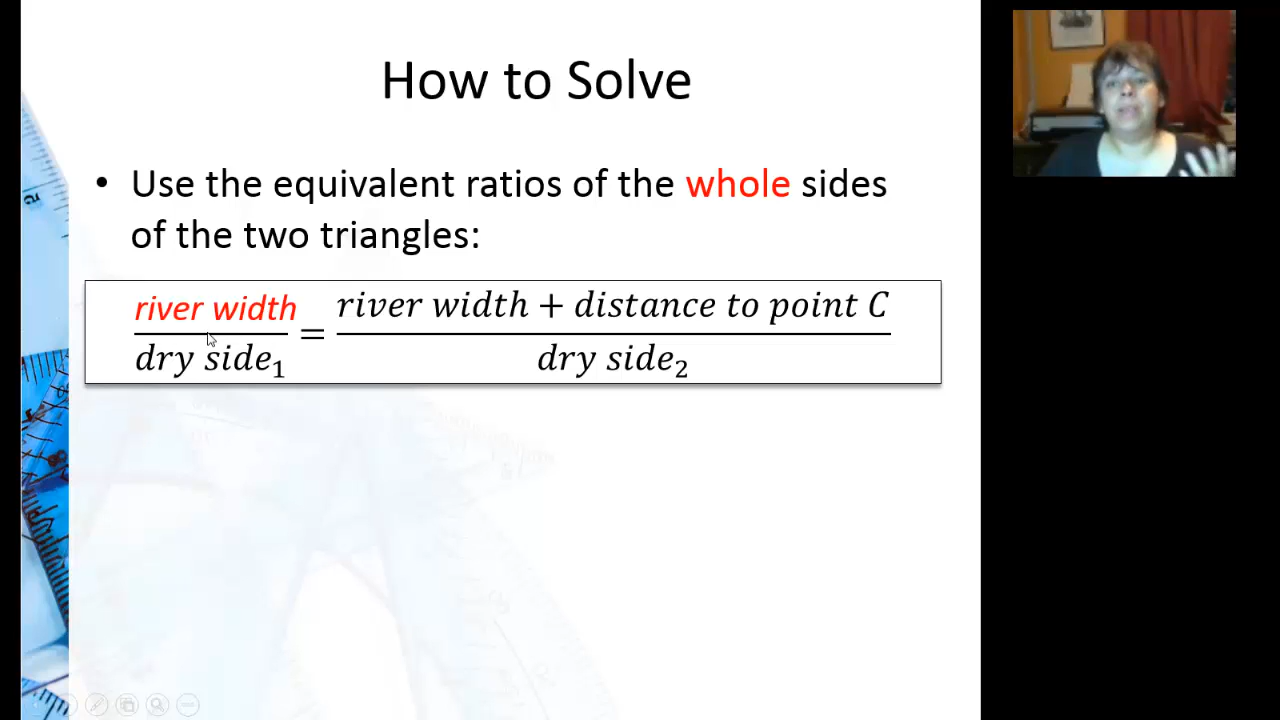 How to Solve
• Use the equivalent ratios of the whole sides
of the two triangles:
river width / dry side₁ = river width + distance to point C / dry side₂